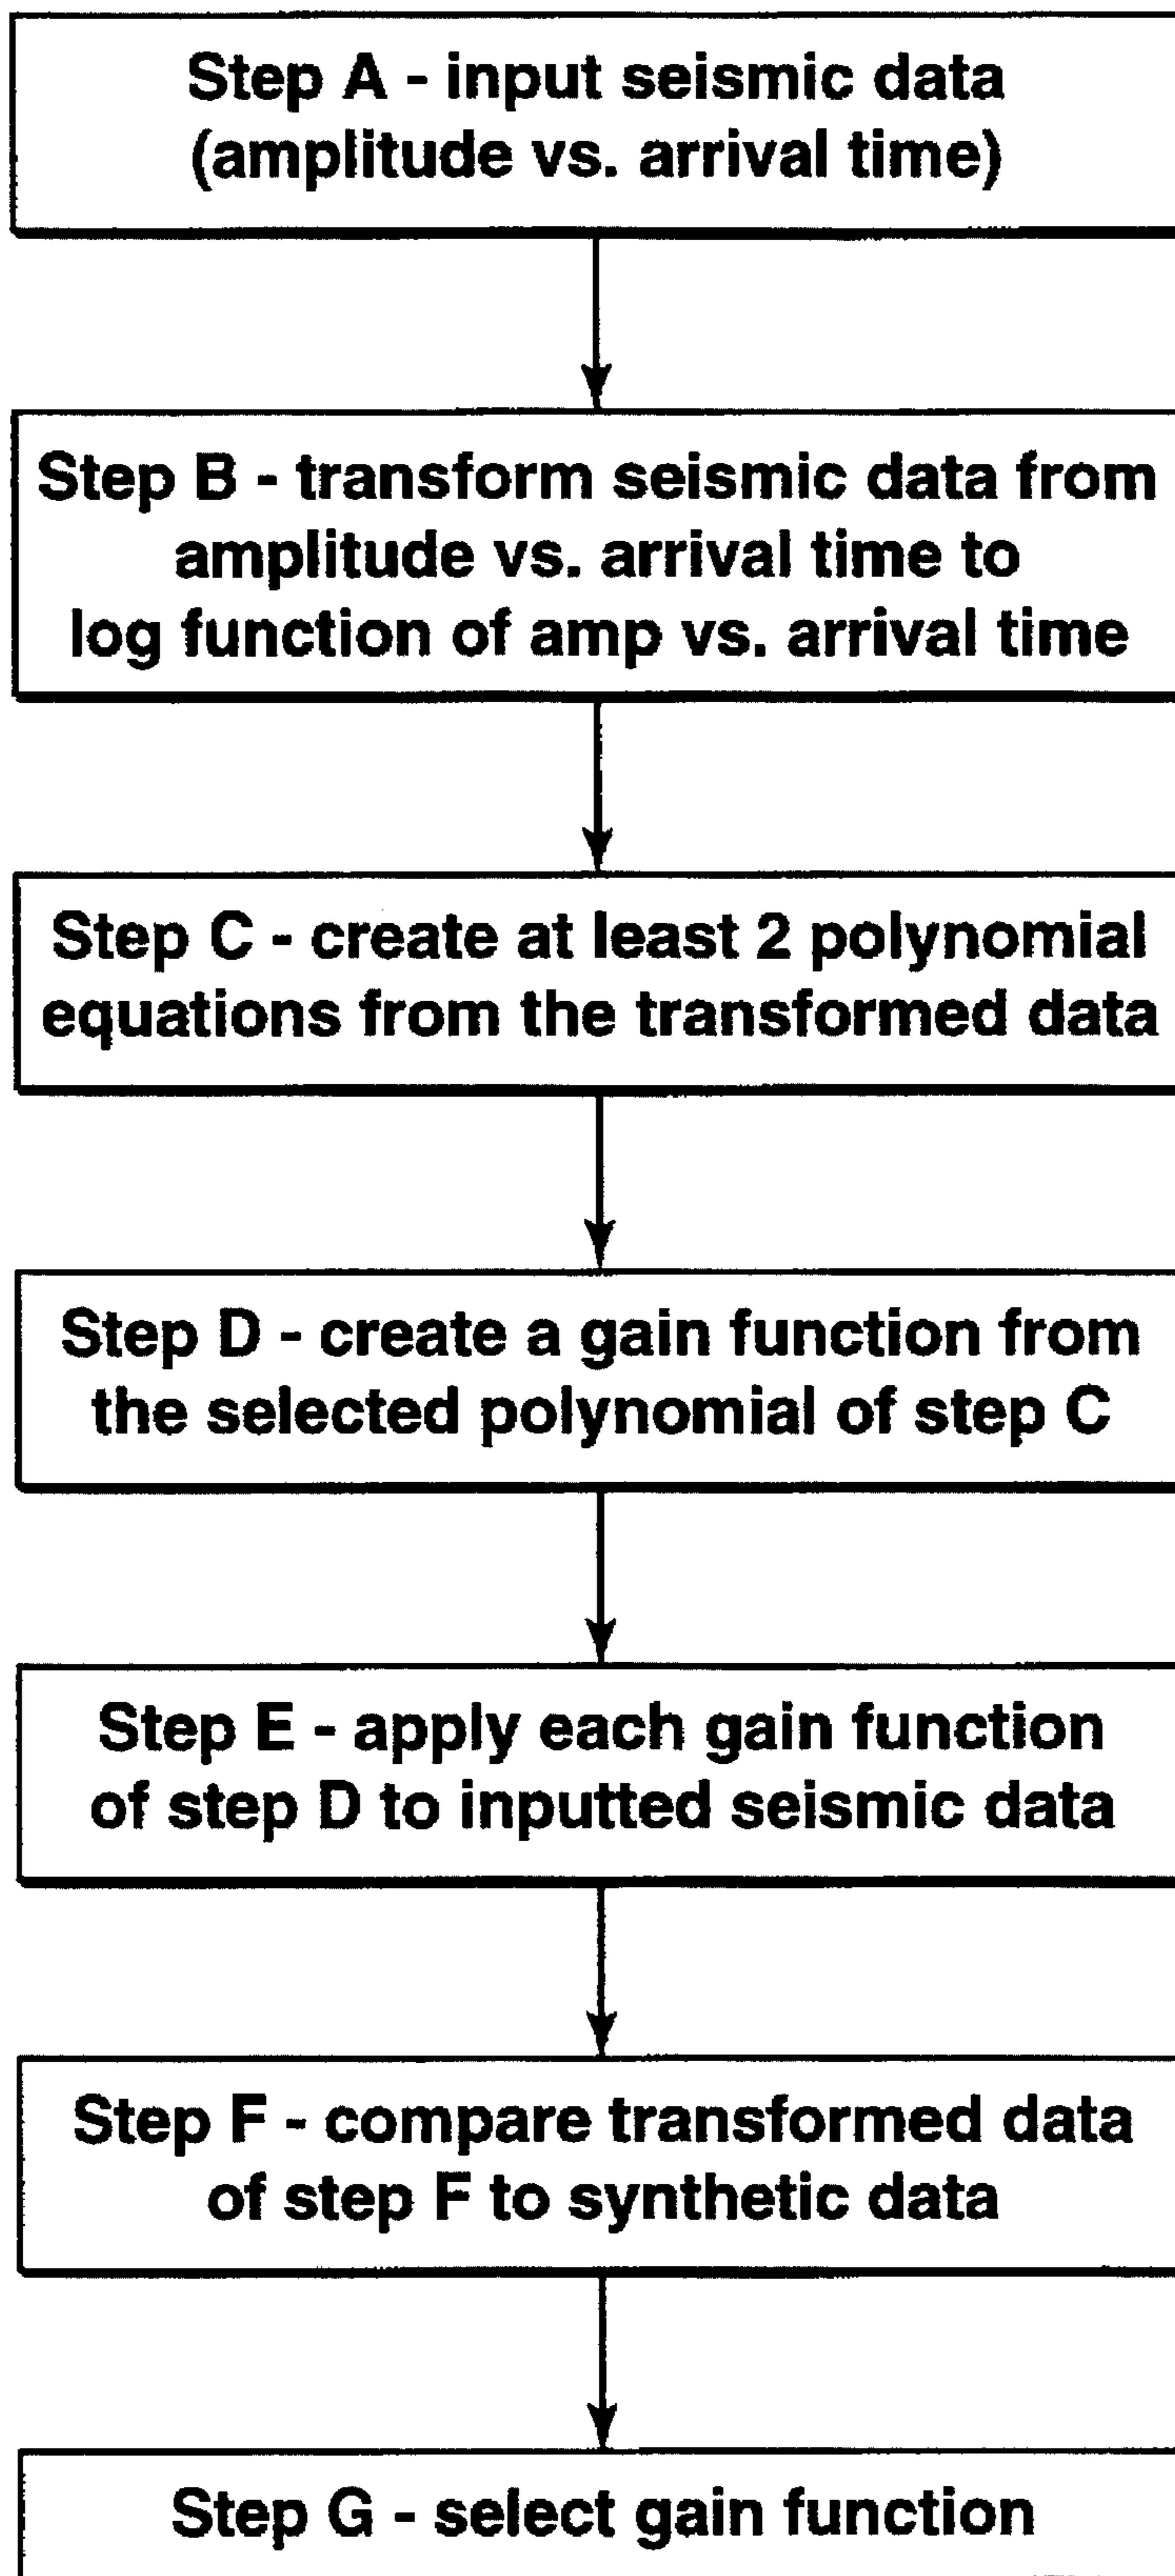 Step A - input seismic data
(amplitude vs. arrival time)
Step B - transform seismic data from
amplitude vs. arrival time to
log function of amp vs. arrival time
Step C - create at least 2 polynomial
equations from the transformed data
Step D - create a gain function from
the selected polynomial of step C
Step E - apply each gain function
of step D to inputted seismic data
Step F - compare transformed data
of step F to synthetic data
Step G - select gain function